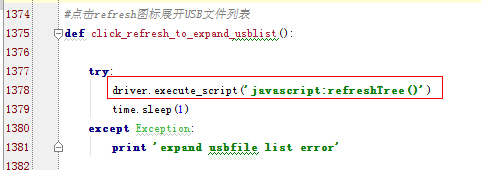 1374 #点击refresh图标展开USB文件列表
1375 def click_refresh_to_expand_usblist():
1376
1377 try:
1378 driver.execute_script('javascript:refreshTree()')
1379 time.sleep(1)
1380 except Exception:
1381 print 'expand usbfile list error'
1382